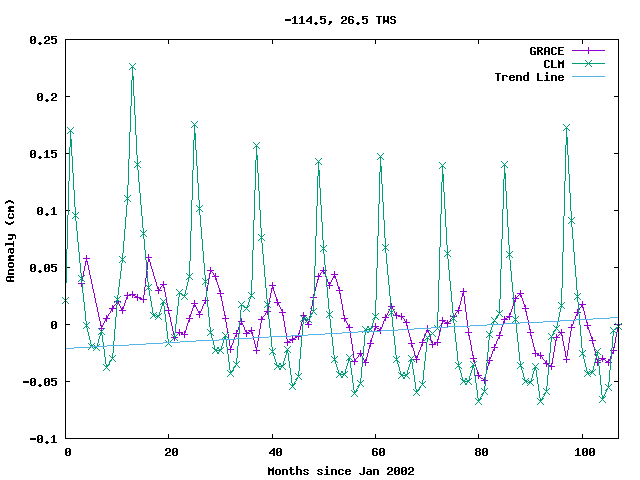 -114.5, 26.5 TWS
0.25
GRACE
CLM
Trend Line
0.2
0.15
0.1
0.05
0
-0.05
-0.1
Anomaly (cm)
0 20 40 60 80 100
Months since Jan 2002